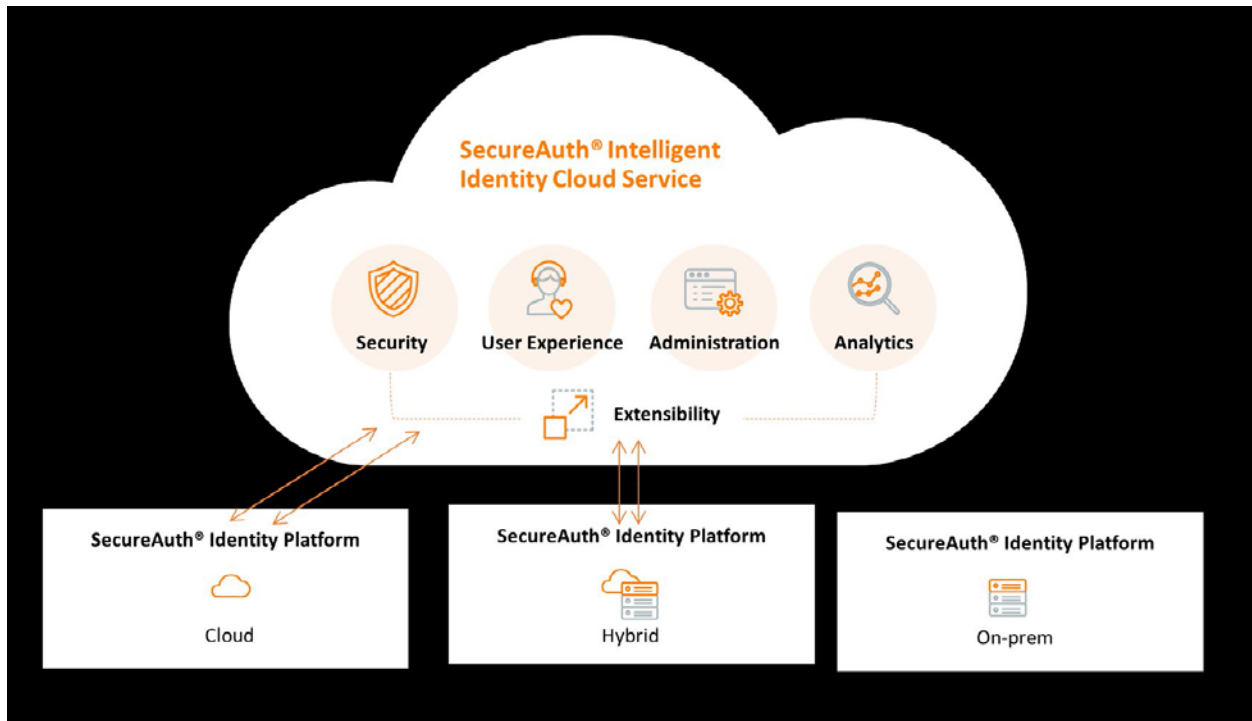 SecureAuth® Intelligent
Identity Cloud Service
Security
User Experience
Administration
Analytics
Extensibility
SecureAuth® Identity Platform
Cloud
SecureAuth® Identity Platform
Hybrid
SecureAuth® Identity Platform
On-prem